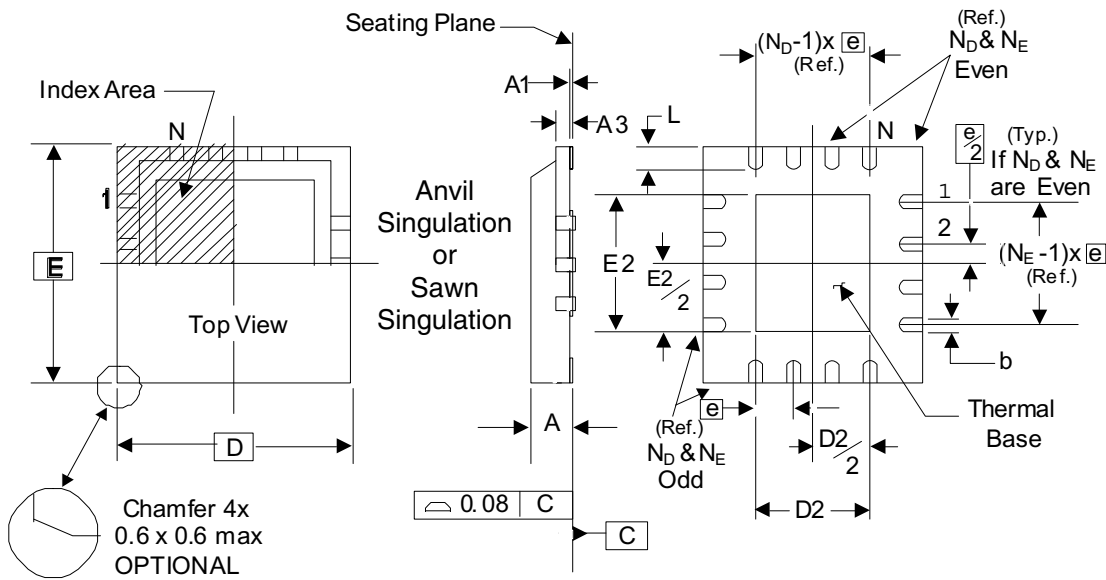 Seating Plane
(Ref.)
N_D & N_E
Even
(N_D-1)x e
(Ref.)
A1
Index Area
N
A3
L
N
e/2
(Typ.)
If N_D & N_E
are Even
1
1
2
Anvil
Singulation
or
Sawn
Singulation
E
E2
E2/2
(N_E-1)x e
(Ref.)
Top View
b
e
A
(Ref.)
N_D & N_E
Odd
D2/2
Thermal
Base
D
D2
0.08 C
C
Chamfer 4x
0.6 x 0.6 max
OPTIONAL